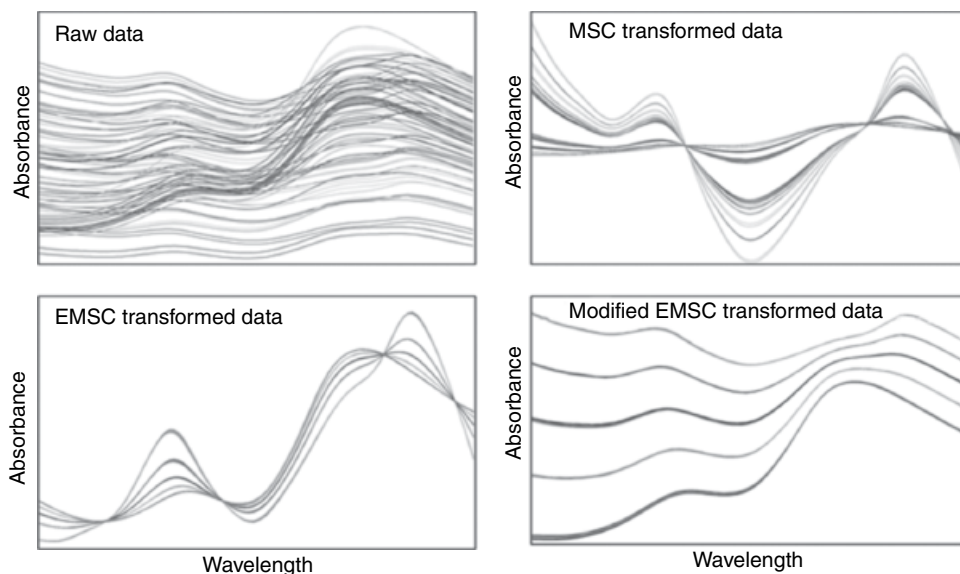 Raw data
Absorbance
MSC transformed data
Absorbance
EMSC transformed data
Absorbance
Wavelength
Modified EMSC transformed data
Absorbance
Wavelength